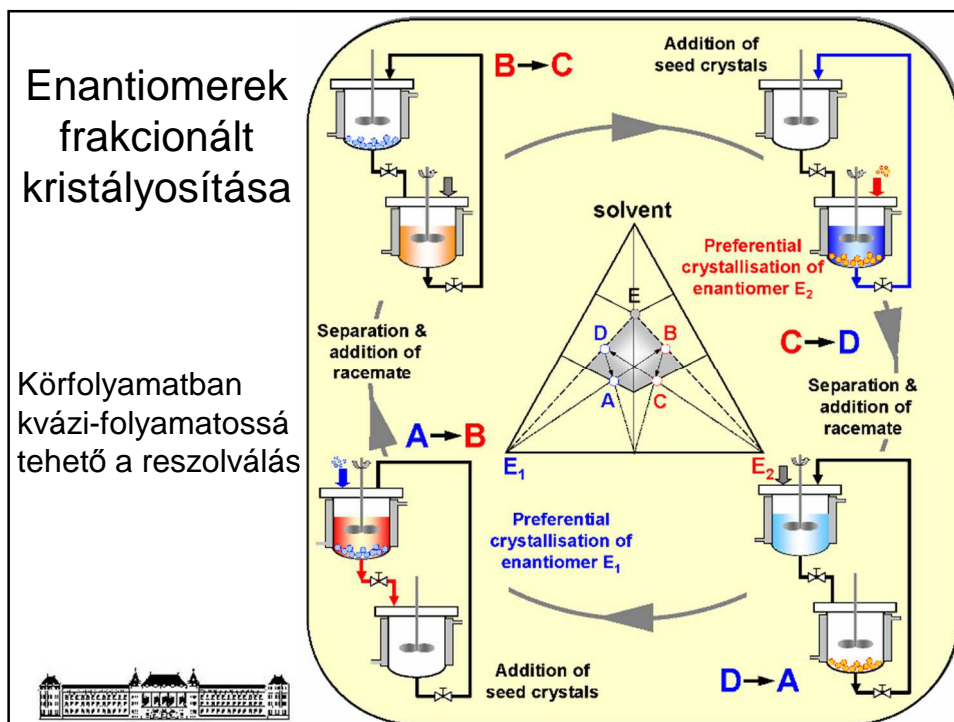 Enantiomerek
frakcionált
kristályosítása
Körfolyamatban
kvázi-folyamatossá
tehető a reszolválás
B → C
Addition of
seed crystals
solvent
Preferential
crystallisation of
enantiomer E₂
E
D
B
A
C
E₁
E₂
Separation &
addition of
racemate
C → D
Separation &
addition of
racemate
A → B
Preferential
crystallisation of
enantiomer E₁
Addition of
seed crystals
D → A